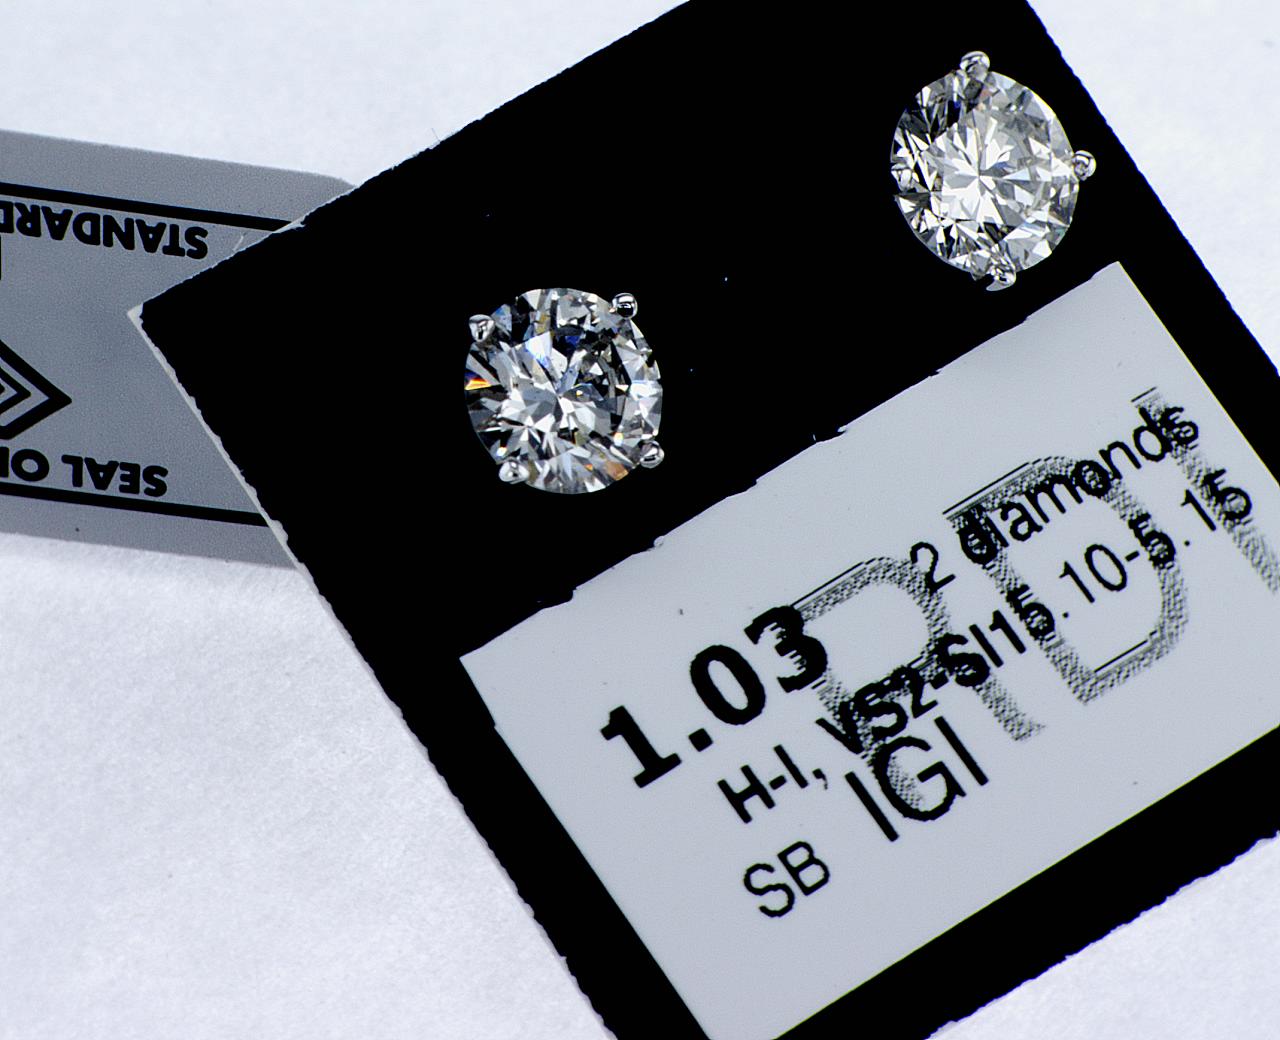 STANDARD
SEAL OF
RDI
1.03 2 diamonds
H-I, VS2-SI1 5.10-5.15
SB IGI